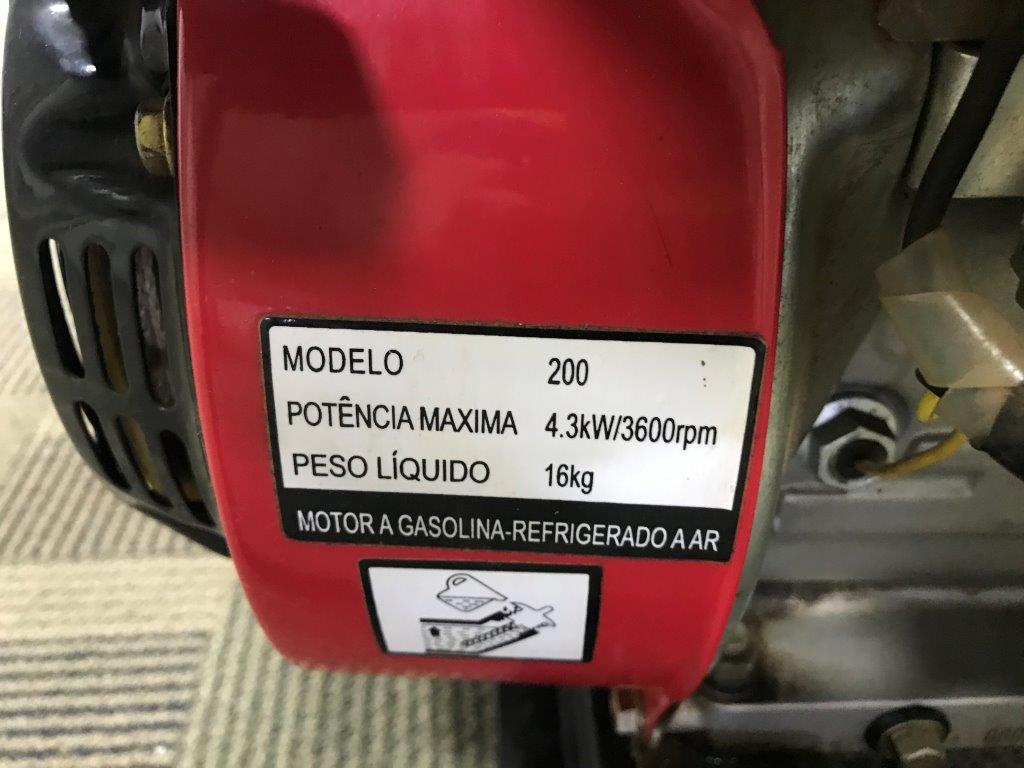 MODELO 200
POTÊNCIA MAXIMA 4.3kW/3600rpm
PESO LÍQUIDO 16kg
MOTOR A GASOLINA-REFRIGERADO A AR